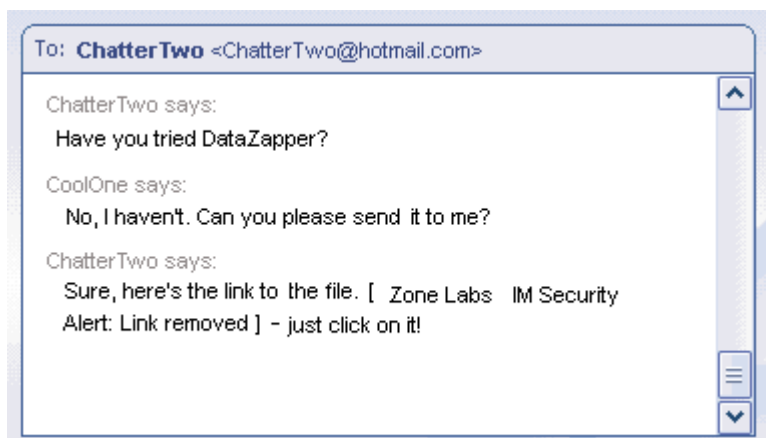 To: ChatterTwo <ChatterTwo@hotmail.com>
ChatterTwo says:
Have you tried DataZapper?
CoolOne says:
No, I haven't. Can you please send it to me?
ChatterTwo says:
Sure, here's the link to the file. [ Zone Labs IM Security
Alert: Link removed ] - just click on it!